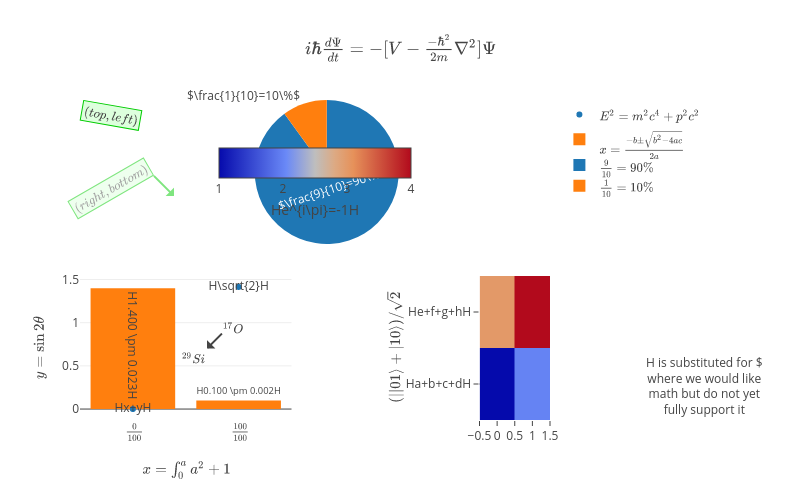 iħ dΨ/dt = −[V − −ħ²/2m ∇²]Ψ
$\frac{1}{10}=10\%$
(top, left)
(right, bottom)
1 2 4
He^{i\pi}=-1H
E² = m²c⁴ + p²c²
x = −b±√(b²−4ac)/2a
9/10 = 90%
1/10 = 10%
y = sin 2θ
1.5
1
0.5
0
H1.400 \pm 0.023H
Hx+yH
H\sqrt{2}H
¹⁷O
²⁹Si
H0.100 \pm 0.002H
0/100
100/100
x = ∫₀ᵃ a² + 1
(||01⟩ + |10⟩)/√2
He+f+g+hH
Ha+b+c+dH
−0.5 0 0.5 1 1.5
H is substituted for $
where we would like
math but do not yet
fully support it